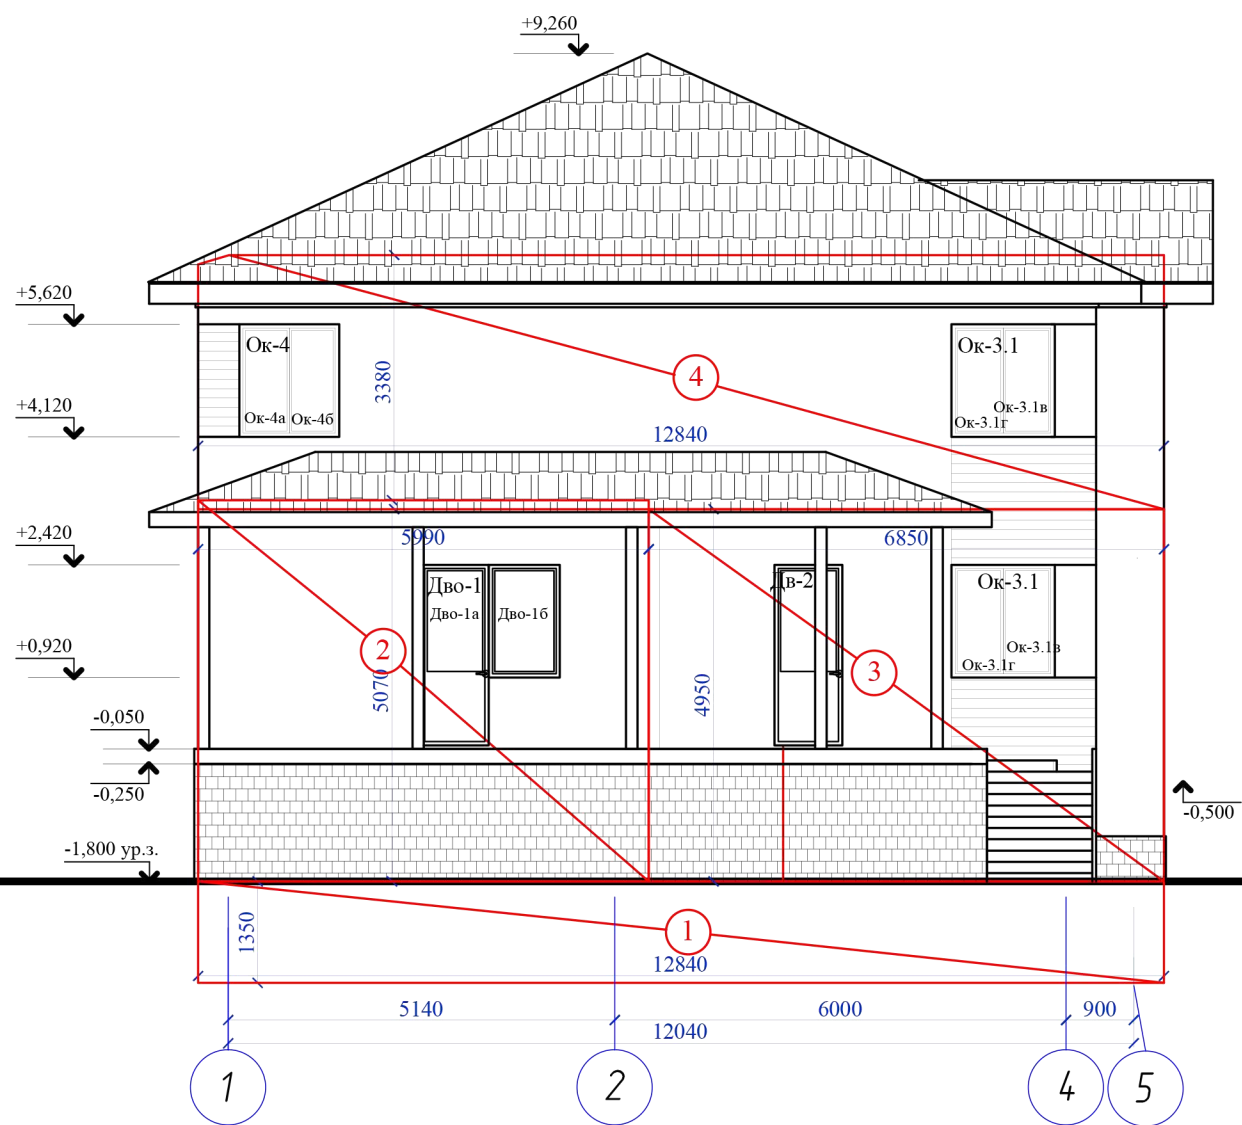 +9,260
+5,620
Ок-4
Ок-3.1
3380
4
+4,120
Ок-4а Ок-4б
Ок-3.1в
Ок-3.1г
12840
+2,420
5990
6850
Дво-1
Дв-2
Ок-3.1
Дво-1а
Дво-1б
+0,920
2
3
Ок-3.1в
Ок-3.1г
5070
4950
-0,050
-0,250
-0,500
-1,800 ур.з.
1350
1
12840
5140
6000
900
12040
1
2
4
5